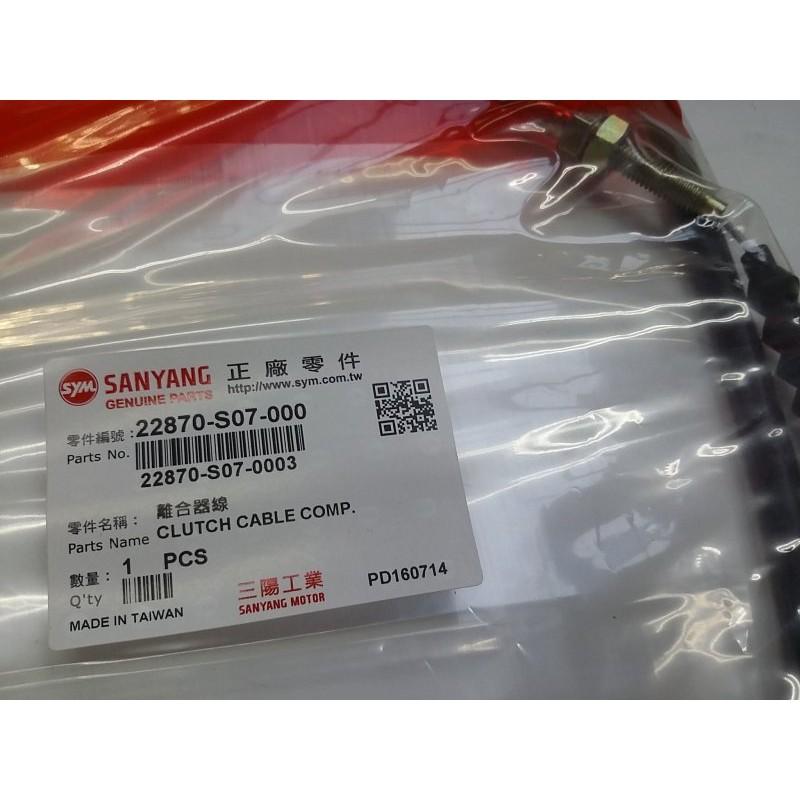 SYM SANYANG 正廠零件
GENUINE PARTS http://www.sym.com.tw
零件編號：22870-S07-000
Parts No.
22870-S07-0003
零件名稱： 離合器線
Parts Name CLUTCH CABLE COMP.
數量： 1 PCS
Q'ty
三陽工業 PD160714
SANYANG MOTOR
MADE IN TAIWAN